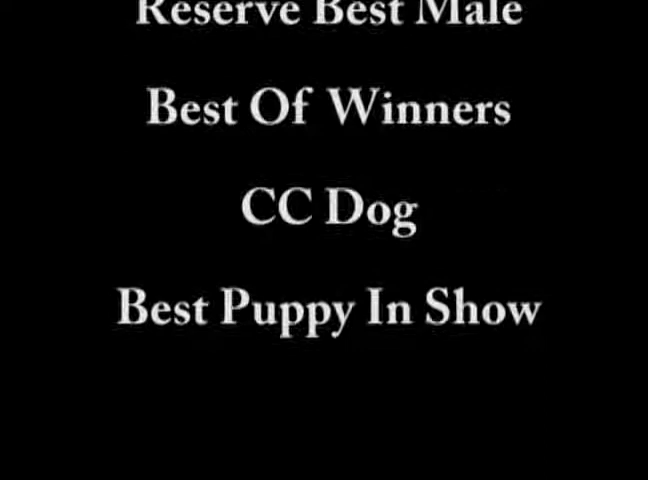 Reserve Best Male
Best Of Winners
CC Dog
Best Puppy In Show